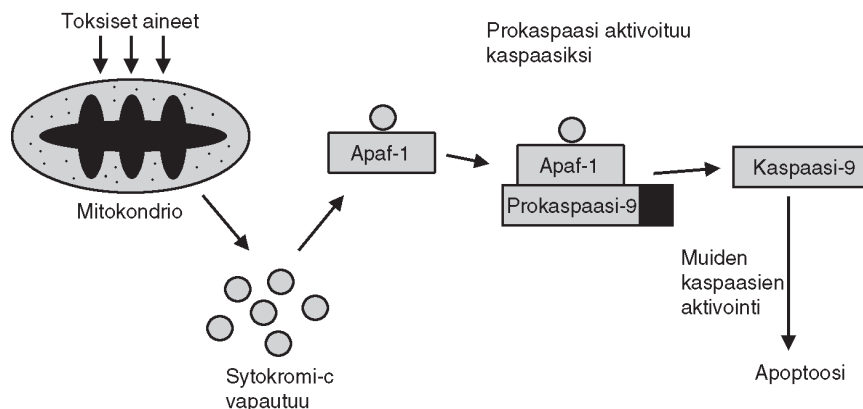 Toksiset aineet
Prokaspaasi aktivoituu
kaspaasiksi
Apaf-1
Apaf-1
Prokaspaasi-9
Kaspaasi-9
Mitokondrio
Muiden
kaspaasien
aktivointi
Sytokromi-c
vapautuu
Apoptoosi